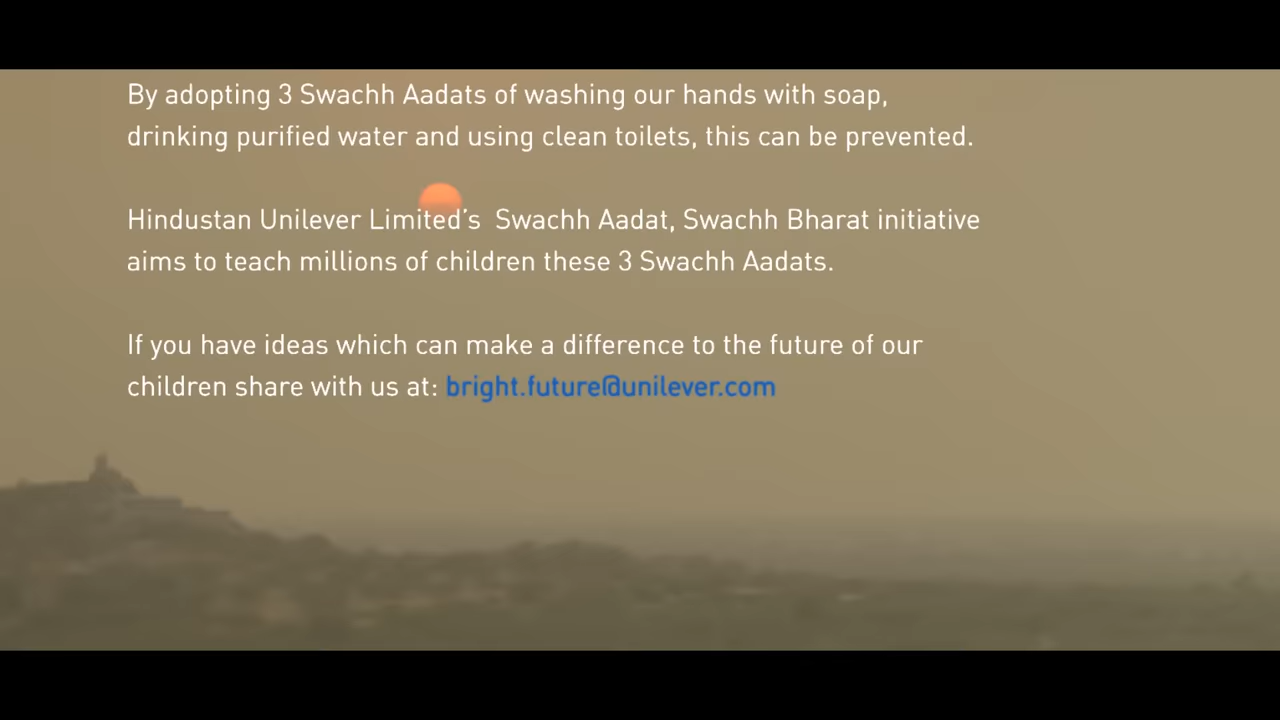 By adopting 3 Swachh Aadats of washing our hands with soap,
drinking purified water and using clean toilets, this can be prevented.
Hindustan Unilever Limited's Swachh Aadat, Swachh Bharat initiative
aims to teach millions of children these 3 Swachh Aadats.
If you have ideas which can make a difference to the future of our
children share with us at: bright.future@unilever.com